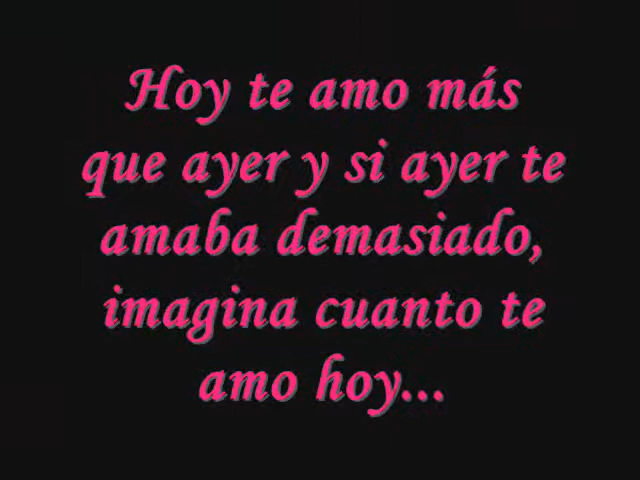 Hoy te amo más
que ayer y si ayer te
amaba demasiado,
imagina cuanto te
amo hoy...